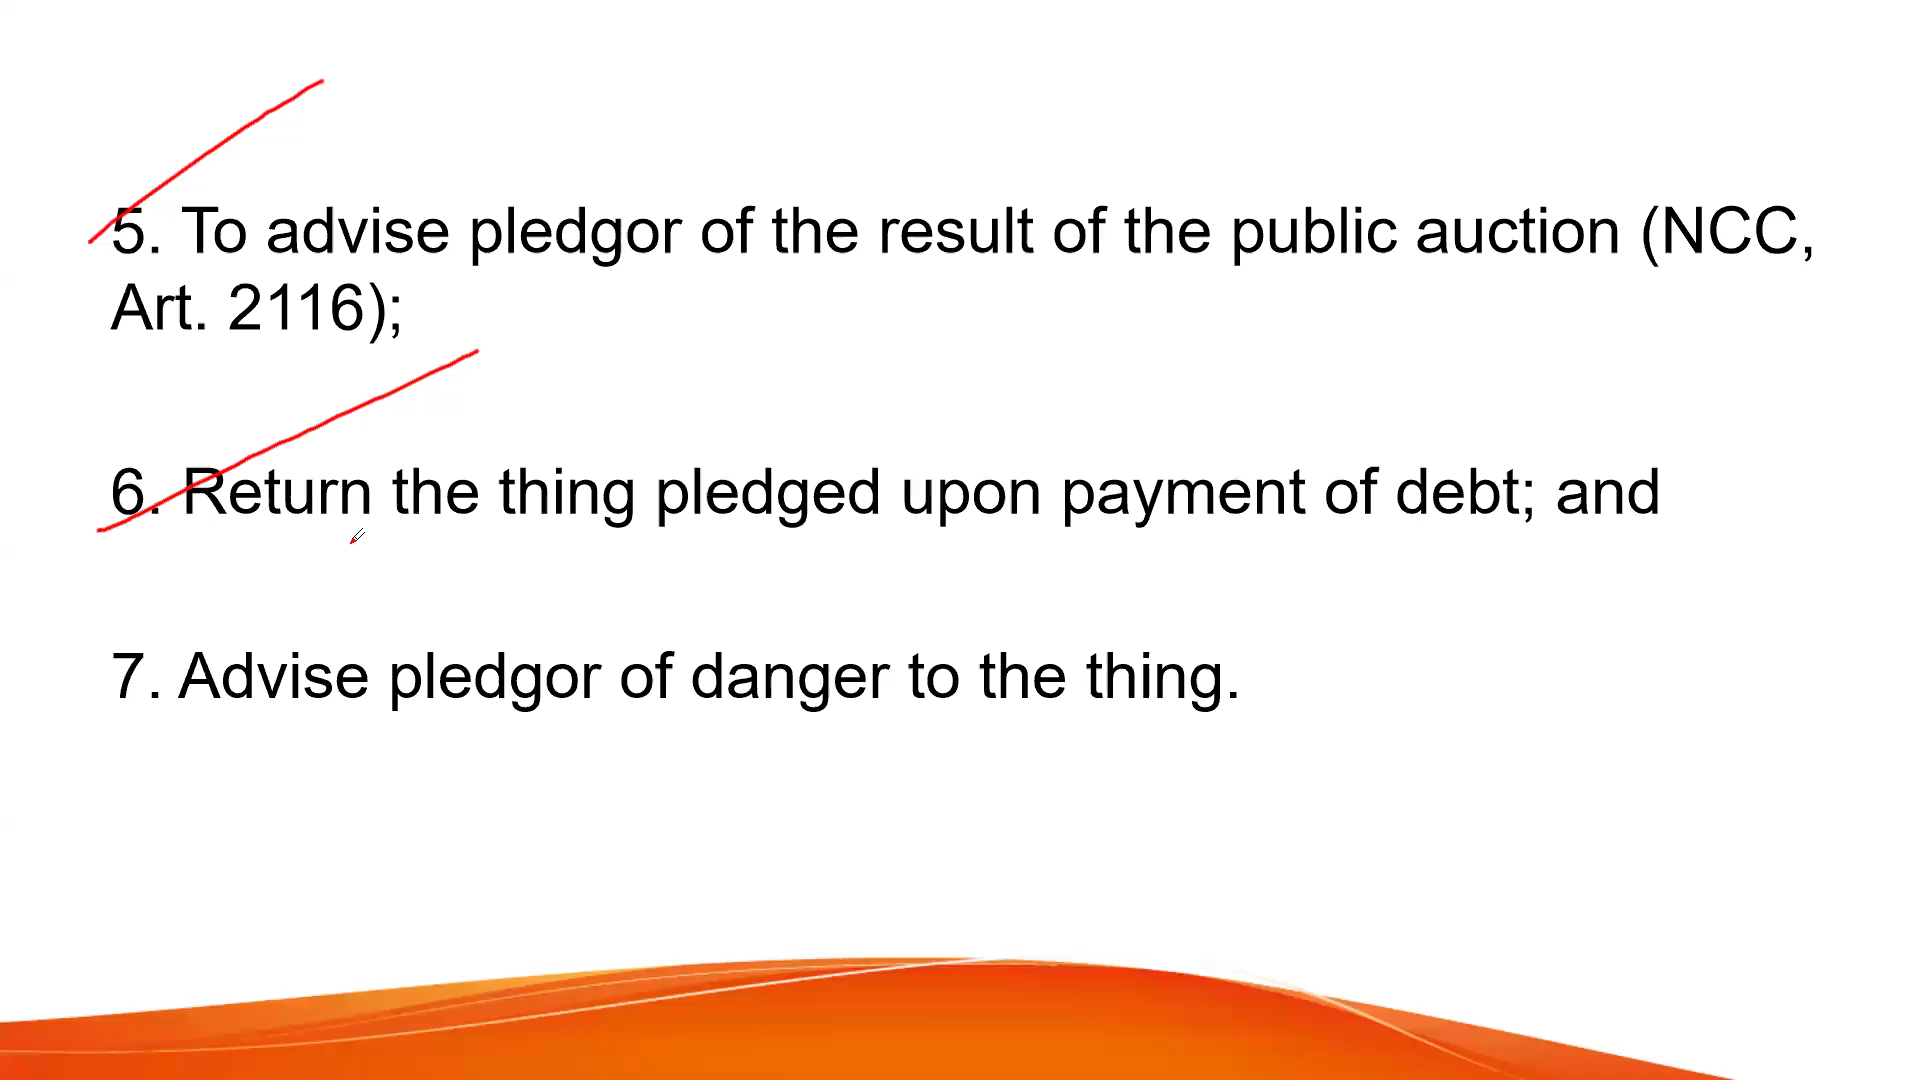 5. To advise pledgor of the result of the public auction (NCC,
Art. 2116);
6. Return the thing pledged upon payment of debt; and
7. Advise pledgor of danger to the thing.